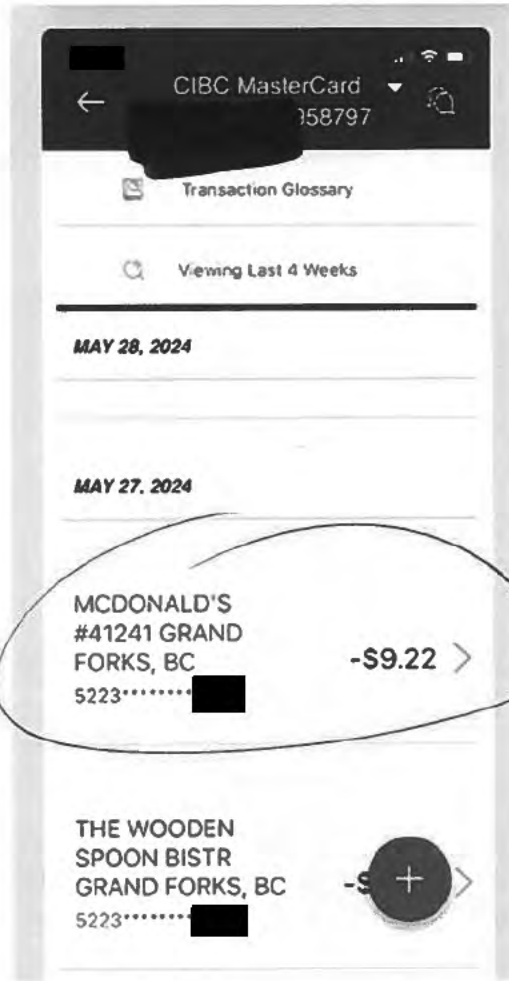 CIBC MasterCard
958797
Transaction Glossary
Viewing Last 4 Weeks
MAY 28, 2024
MAY 27, 2024
MCDONALD'S
#41241 GRAND
FORKS, BC
-$9.22
5223********
THE WOODEN
SPOON BISTR
GRAND FORKS, BC
-$
5223********